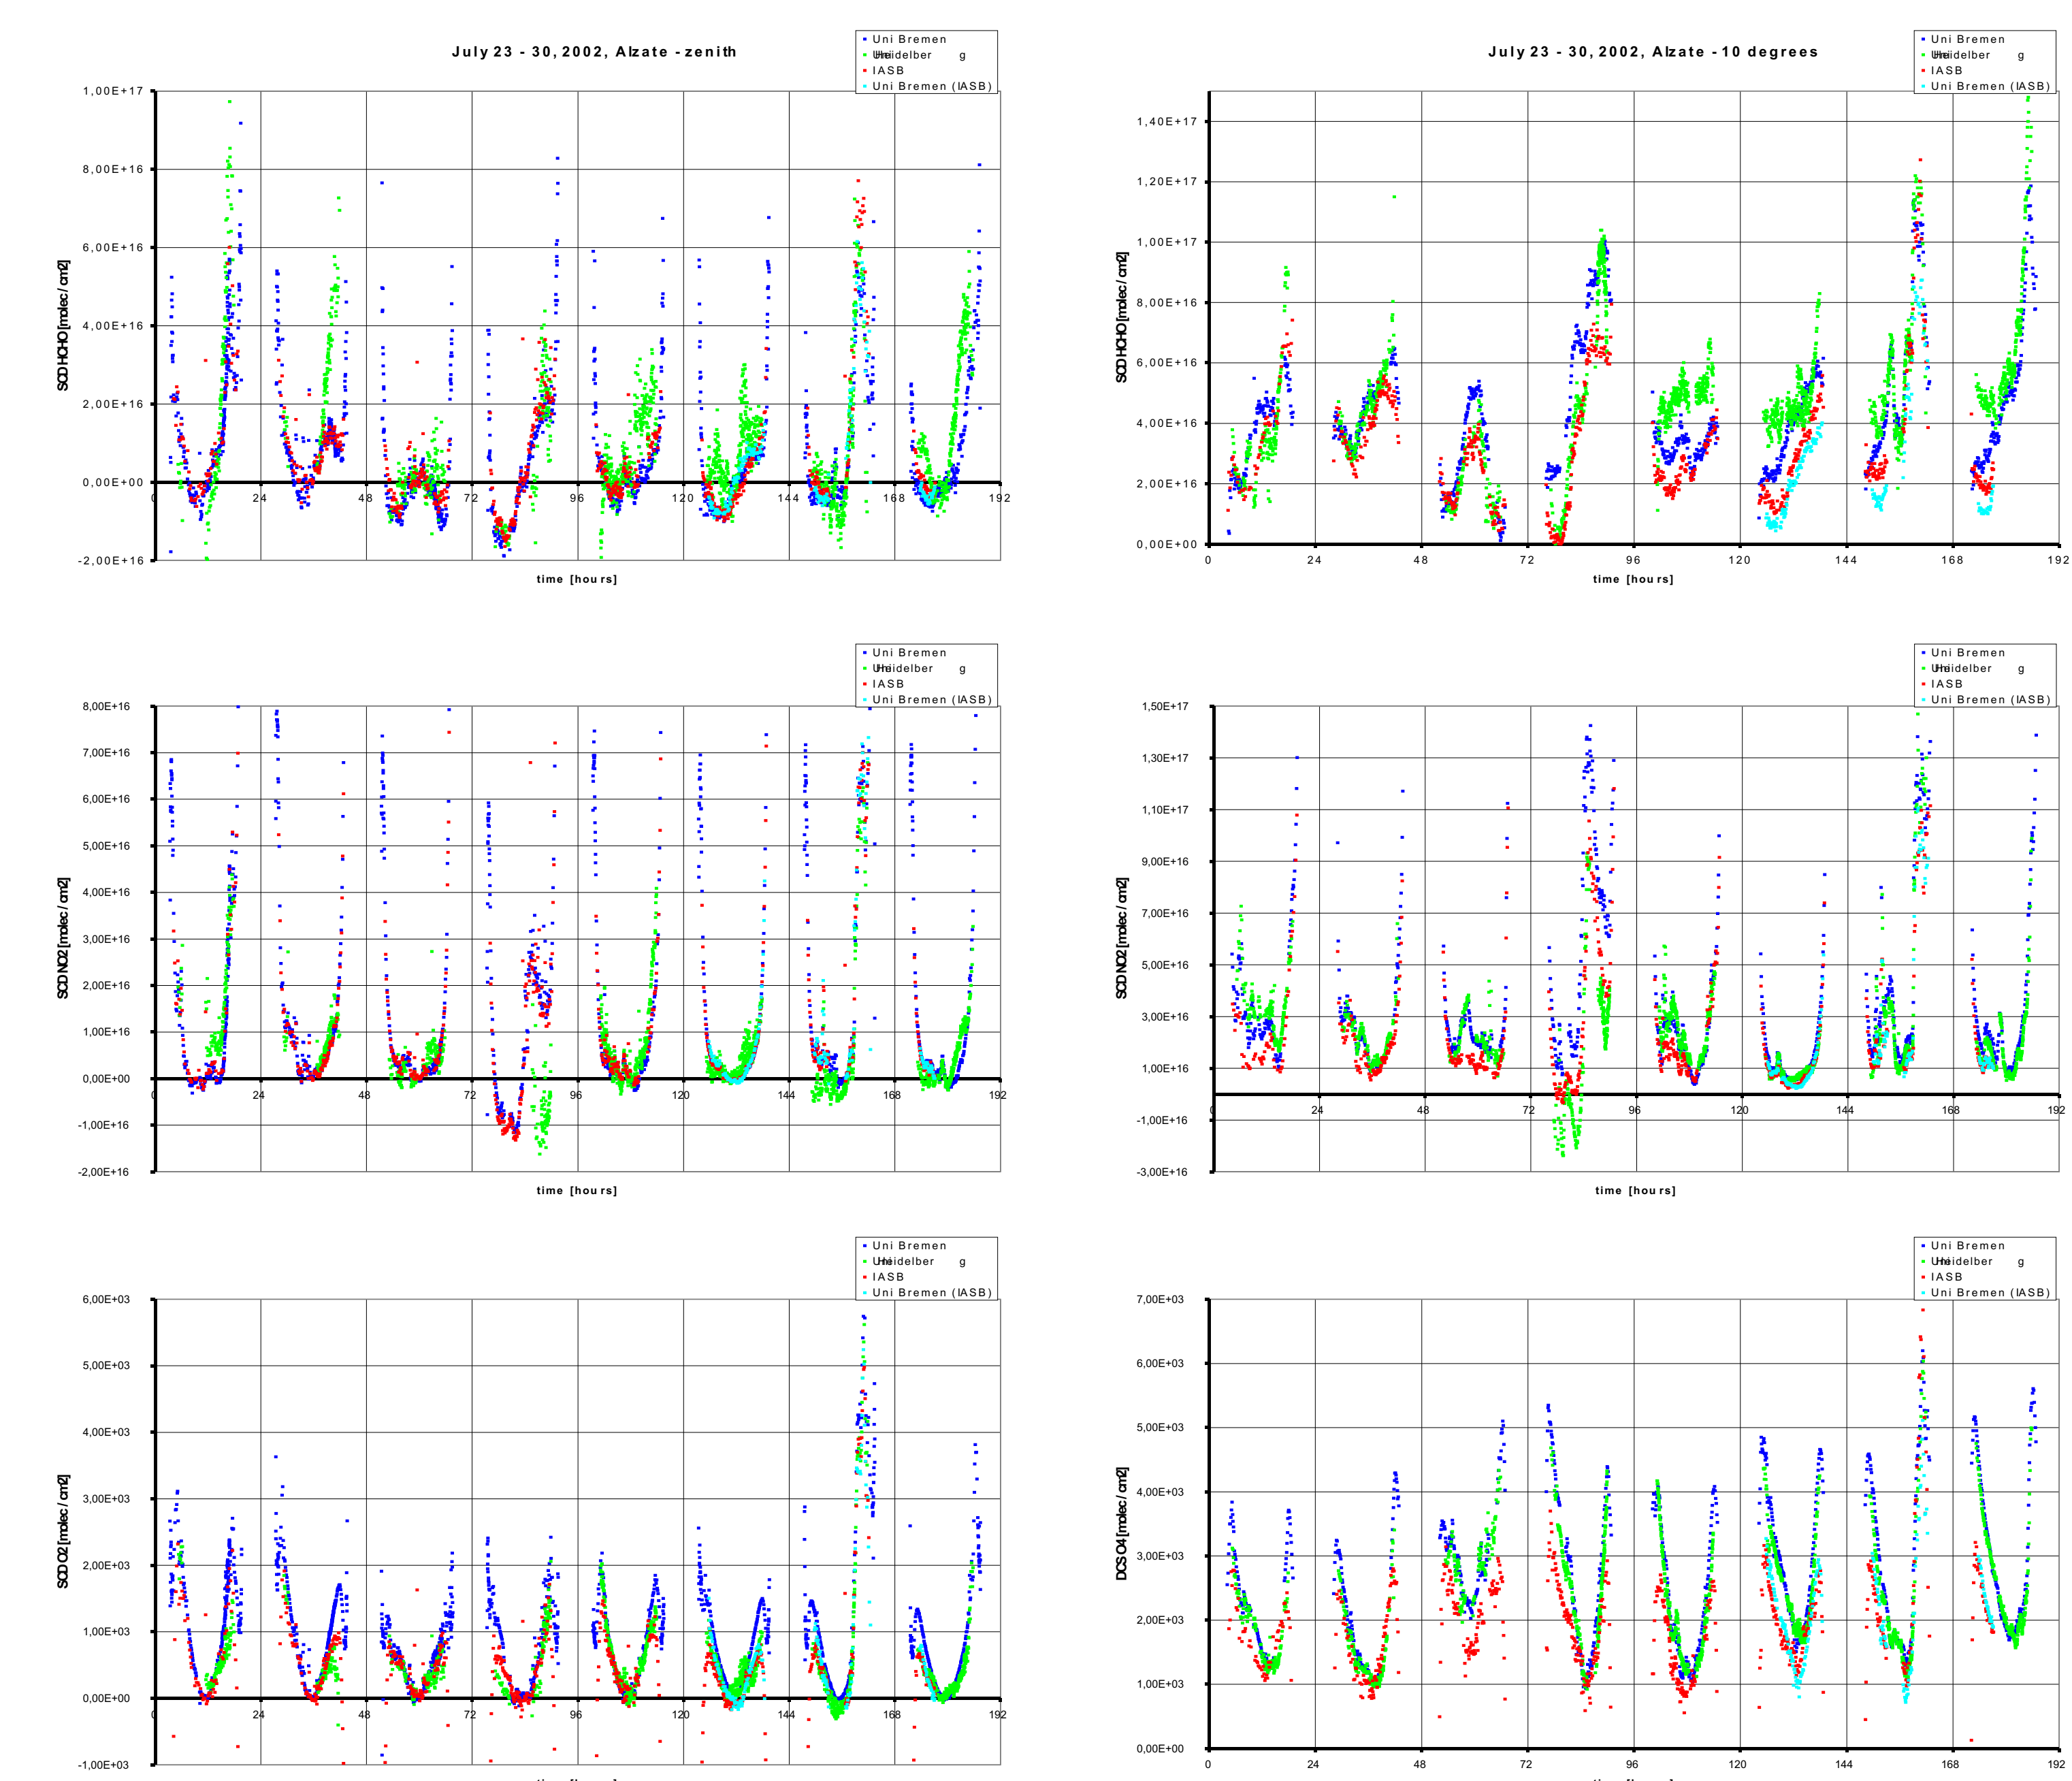 July 23 - 30, 2002, Alzate - zenith
Uni Bremen
Uni Heidelberg
IASB
Uni Bremen (IASB)
SCD HCHO [molec / cm2]
1,00E+17
8,00E+16
6,00E+16
4,00E+16
2,00E+16
0,00E+00
-2,00E+16
0 24 48 72 96 120 144 168 192
time [hours]
July 23 - 30, 2002, Alzate - 10 degrees
Uni Bremen
Uni Heidelberg
IASB
Uni Bremen (IASB)
SCD HCHO [molec / cm2]
1,40E+17
1,20E+17
1,00E+17
8,00E+16
6,00E+16
4,00E+16
2,00E+16
0,00E+00
0 24 48 72 96 120 144 168 192
time [hours]
Uni Bremen
Uni Heidelberg
IASB
Uni Bremen (IASB)
SCD NO2 [molec / cm2]
8,00E+16
7,00E+16
6,00E+16
5,00E+16
4,00E+16
3,00E+16
2,00E+16
1,00E+16
0,00E+00
-1,00E+16
-2,00E+16
0 24 48 72 96 120 144 168 192
time [hours]
Uni Bremen
Uni Heidelberg
IASB
Uni Bremen (IASB)
SCD NO2 [molec / cm2]
1,50E+17
1,30E+17
1,10E+17
9,00E+16
7,00E+16
5,00E+16
3,00E+16
1,00E+16
-1,00E+16
-3,00E+16
0 24 48 72 96 120 144 168 192
time [hours]
Uni Bremen
Uni Heidelberg
IASB
Uni Bremen (IASB)
[molec / cm2]
6,00E+03
5,00E+03
4,00E+03
3,00E+03
2,00E+03
1,00E+03
0,00E+00
-1,00E+03
0 24 48 72 96 120 144 168 192
Uni Bremen
Uni Heidelberg
IASB
Uni Bremen (IASB)
DCS O4 [molec / cm2]
7,00E+03
6,00E+03
5,00E+03
4,00E+03
3,00E+03
2,00E+03
1,00E+03
0,00E+00
0 24 48 72 96 120 144 168 192